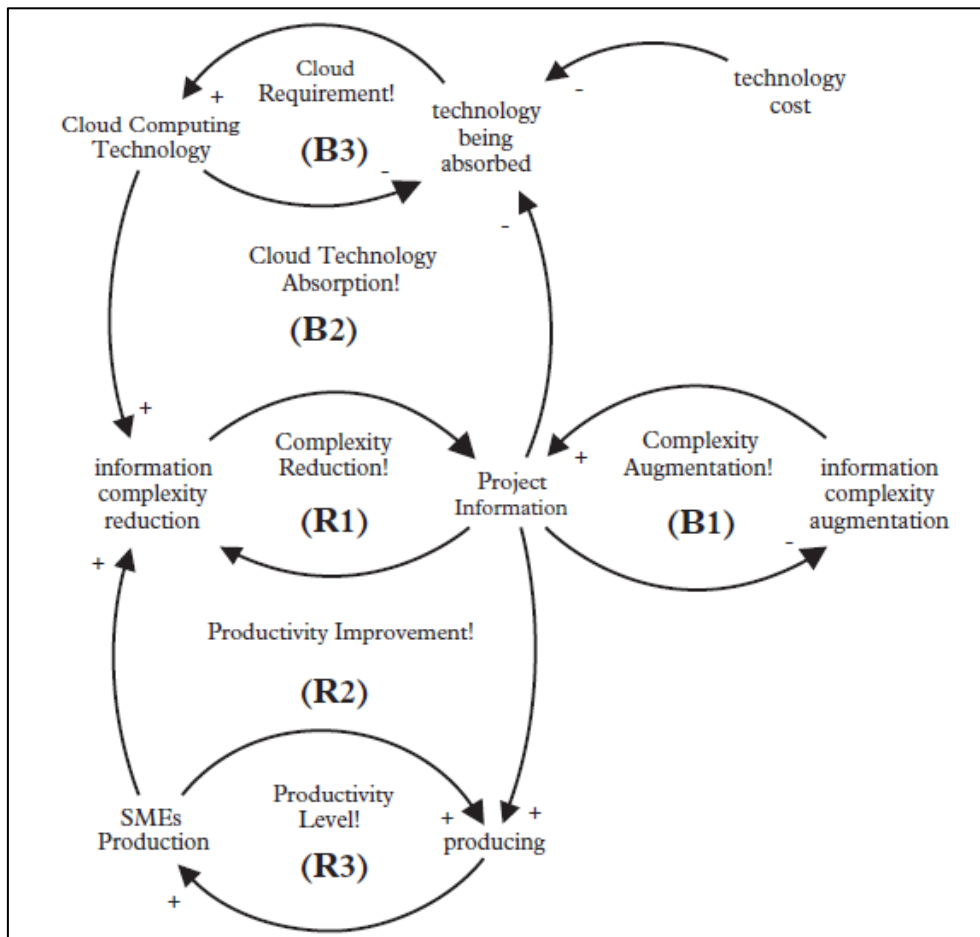 Cloud
Requirement!
(B3)
technology
cost
+
-
technology
being
absorbed
Cloud Computing
Technology
-
-
Cloud Technology
Absorption!
(B2)
+
Complexity
Reduction!
(R1)
information
complexity
reduction
Project
Information
+
Complexity
Augmentation!
(B1)
information
complexity
augmentation
-
+
Productivity Improvement!
(R2)
SMEs
Production
Productivity
Level!
(R3)
+
+
producing
+